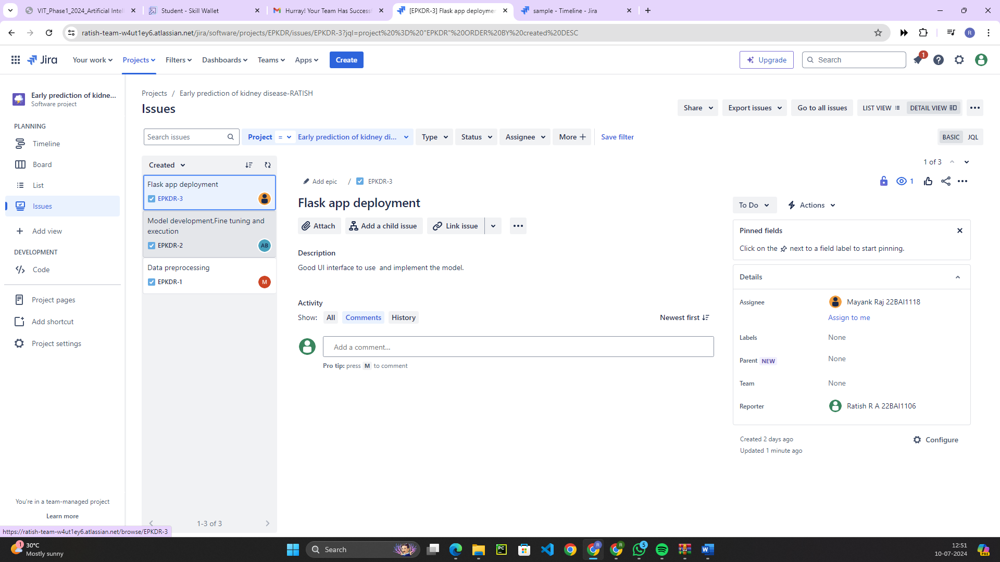 VIT_Phase1_2024_Artificial Intel
Student - Skill Wallet
Hurray! Your Team Has Success
[EPKDR-3] Flask app deploymen
sample - Timeline - Jira
ratish-team-w4ut1ey6.atlassian.net/jira/software/projects/EPKDR/issues/EPKDR-3?jql=project%20%3D%20"EPKDR"%20ORDER%20BY%20created%20DESC
R
Jira
Your work
Projects
Filters
Dashboards
Teams
Apps
Create
Upgrade
Search
1
Early prediction of kidne...
Software project
PLANNING
Timeline
Board
List
Issues
Add view
DEVELOPMENT
Code
Project pages
Add shortcut
Project settings
You're in a team-managed project
Learn more
Projects / Early prediction of kidney disease-RATISH
Issues
Share
Export issues
Go to all issues
LIST VIEW
DETAIL VIEW
Search issues
Project = Early prediction of kidney di...
Type
Status
Assignee
More
Save filter
BASIC
JQL
Created
Flask app deployment
EPKDR-3
Model development,Fine tuning and
execution
EPKDR-2
AB
Data preprocessing
EPKDR-1
M
1-3 of 3
1 of 3
Add epic / EPKDR-3
1
Flask app deployment
Attach
Add a child issue
Link issue
Description
Good UI interface to use  and implement the model.
Activity
Show: All Comments History
Newest first
Add a comment...
Pro tip: press M to comment
To Do
Actions
Pinned fields
Click on the next to a field label to start pinning.
Details
Assignee
Mayank Raj 22BAI1118
Assign to me
Labels
None
Parent NEW
None
Team
None
Reporter
Ratish R A 22BAI1106
Created 2 days ago
Updated 1 minute ago
Configure
https://ratish-team-w4ut1ey6.atlassian.net/browse/EPKDR-3
1
30°C
Mostly sunny
Search
PC
R
R
5
W
12:51
10-07-2024
PRE